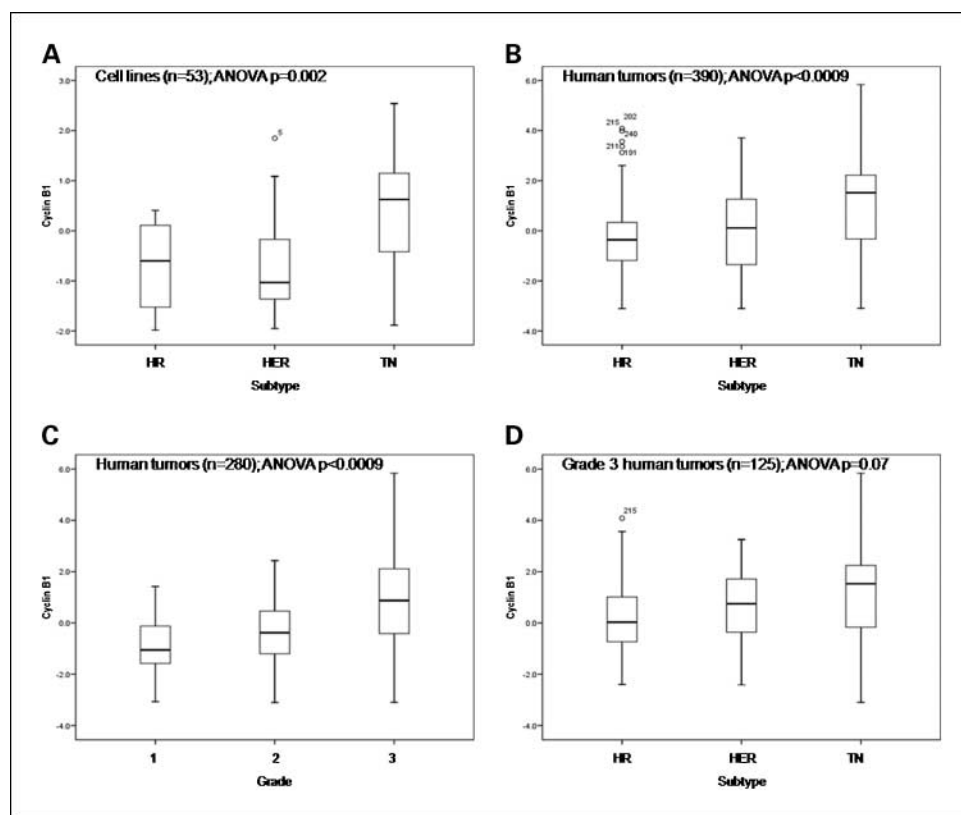 A
Cell lines (n=53); ANOVA p=0.002
3.0
2.0
1.0
0.0
-1.0
-2.0
Cyclin B1
5
HR HER TN
Subtype
B
Human tumors (n=390); ANOVA p<0.0009
6.0
4.0
2.0
0.0
-2.0
-4.0
Cyclin B1
202
215
240
211
191
HR HER TN
Subtype
C
Human tumors (n=280); ANOVA p<0.0009
6.0
4.0
2.0
0.0
-2.0
-4.0
Cyclin B1
1 2 3
Grade
D
Grade 3 human tumors (n=125); ANOVA p=0.07
6.0
4.0
2.0
0.0
-2.0
-4.0
Cyclin B1
215
HR HER TN
Subtype